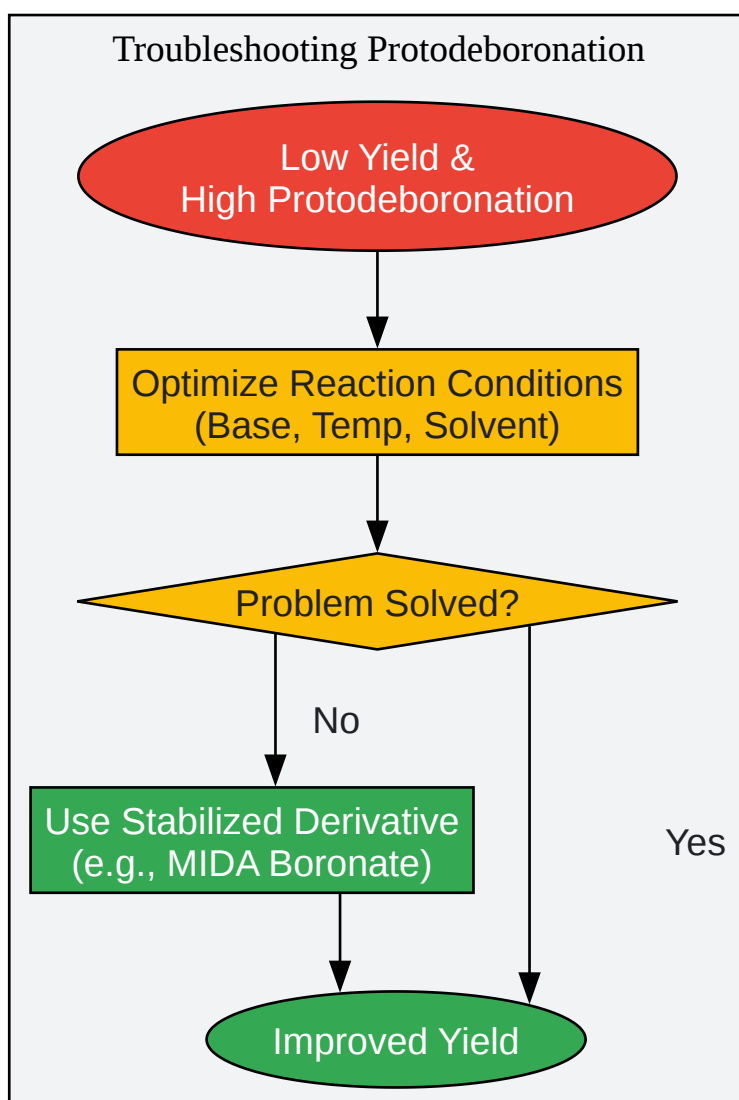 Troubleshooting Protodeboronation
Low Yield &
High Protodeboronation
Optimize Reaction Conditions
(Base, Temp, Solvent)
Problem Solved?
No
Use Stabilized Derivative
(e.g., MIDA Boronate)
Yes
Improved Yield